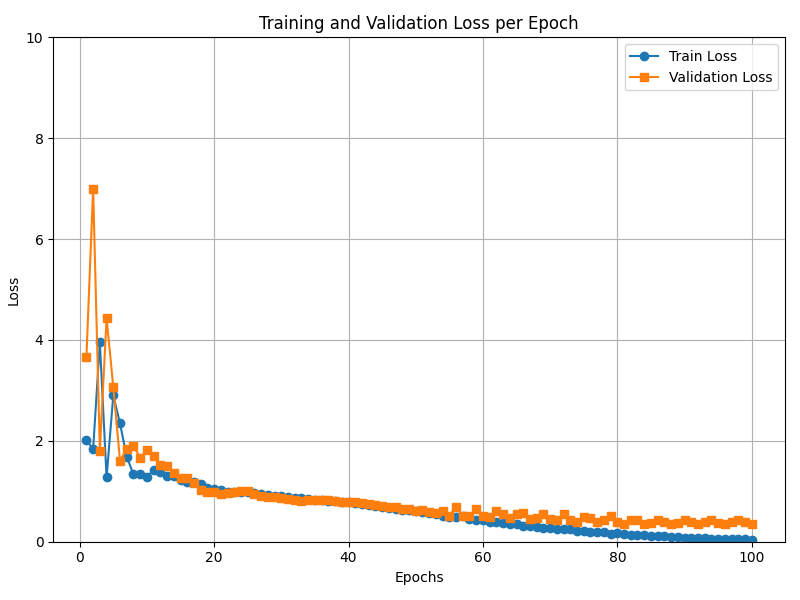 Training and Validation Loss per Epoch
10
8
6
4
2
0
Loss
Train Loss
Validation Loss
0 20 40 60 80 100
Epochs